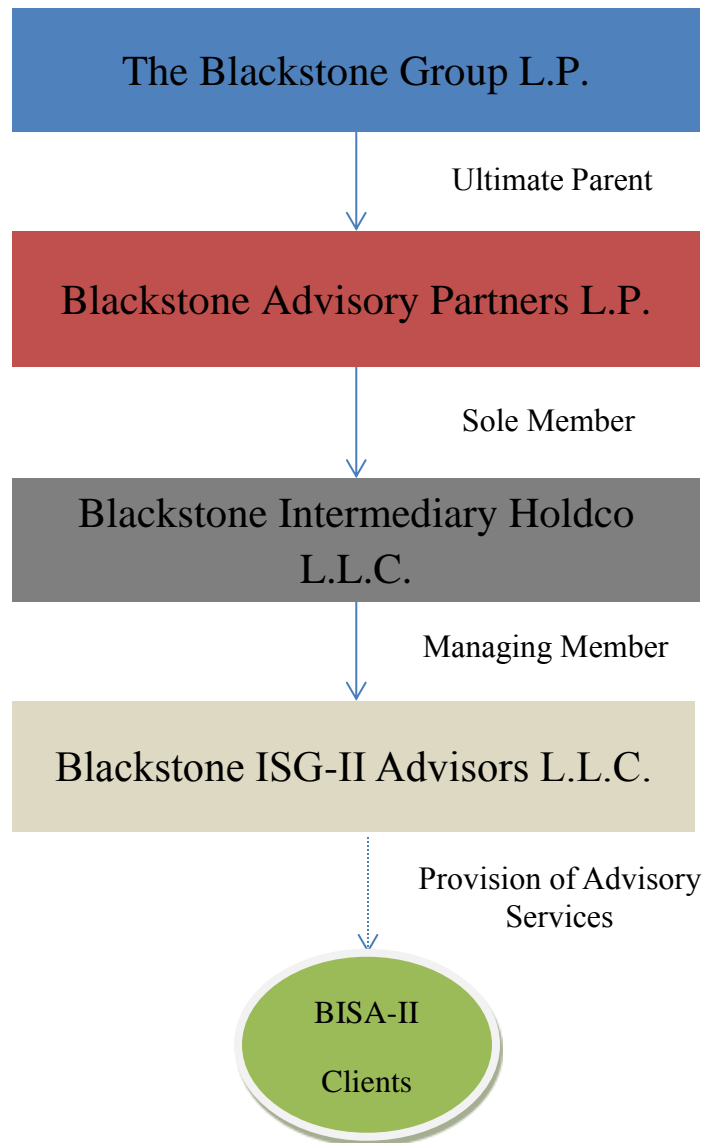 The Blackstone Group L.P.
Ultimate Parent
Blackstone Advisory Partners L.P.
Sole Member
Blackstone Intermediary Holdco
L.L.C.
Managing Member
Blackstone ISG-II Advisors L.L.C.
Provision of Advisory
Services
BISA-II
Clients